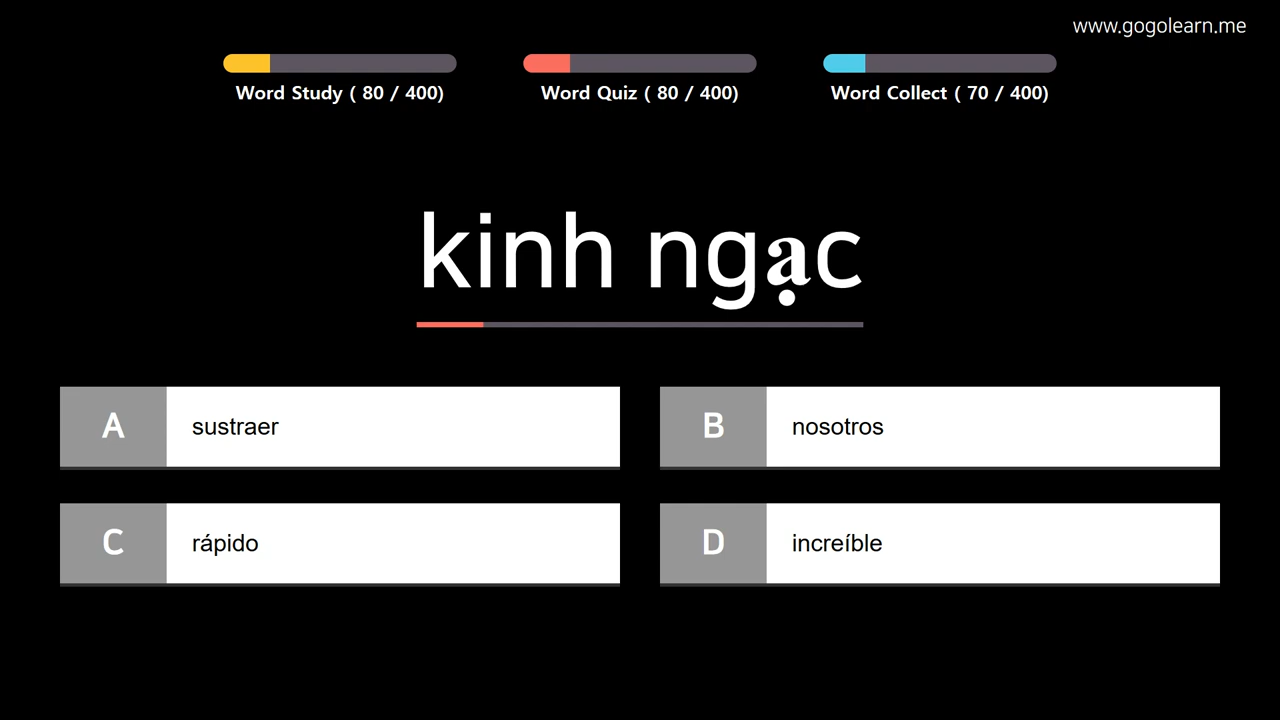 www.gogolearn.me
Word Study ( 80 / 400)
Word Quiz ( 80 / 400)
Word Collect ( 70 / 400)
kinh ngạc
A sustraer
B nosotros
C rápido
D increíble